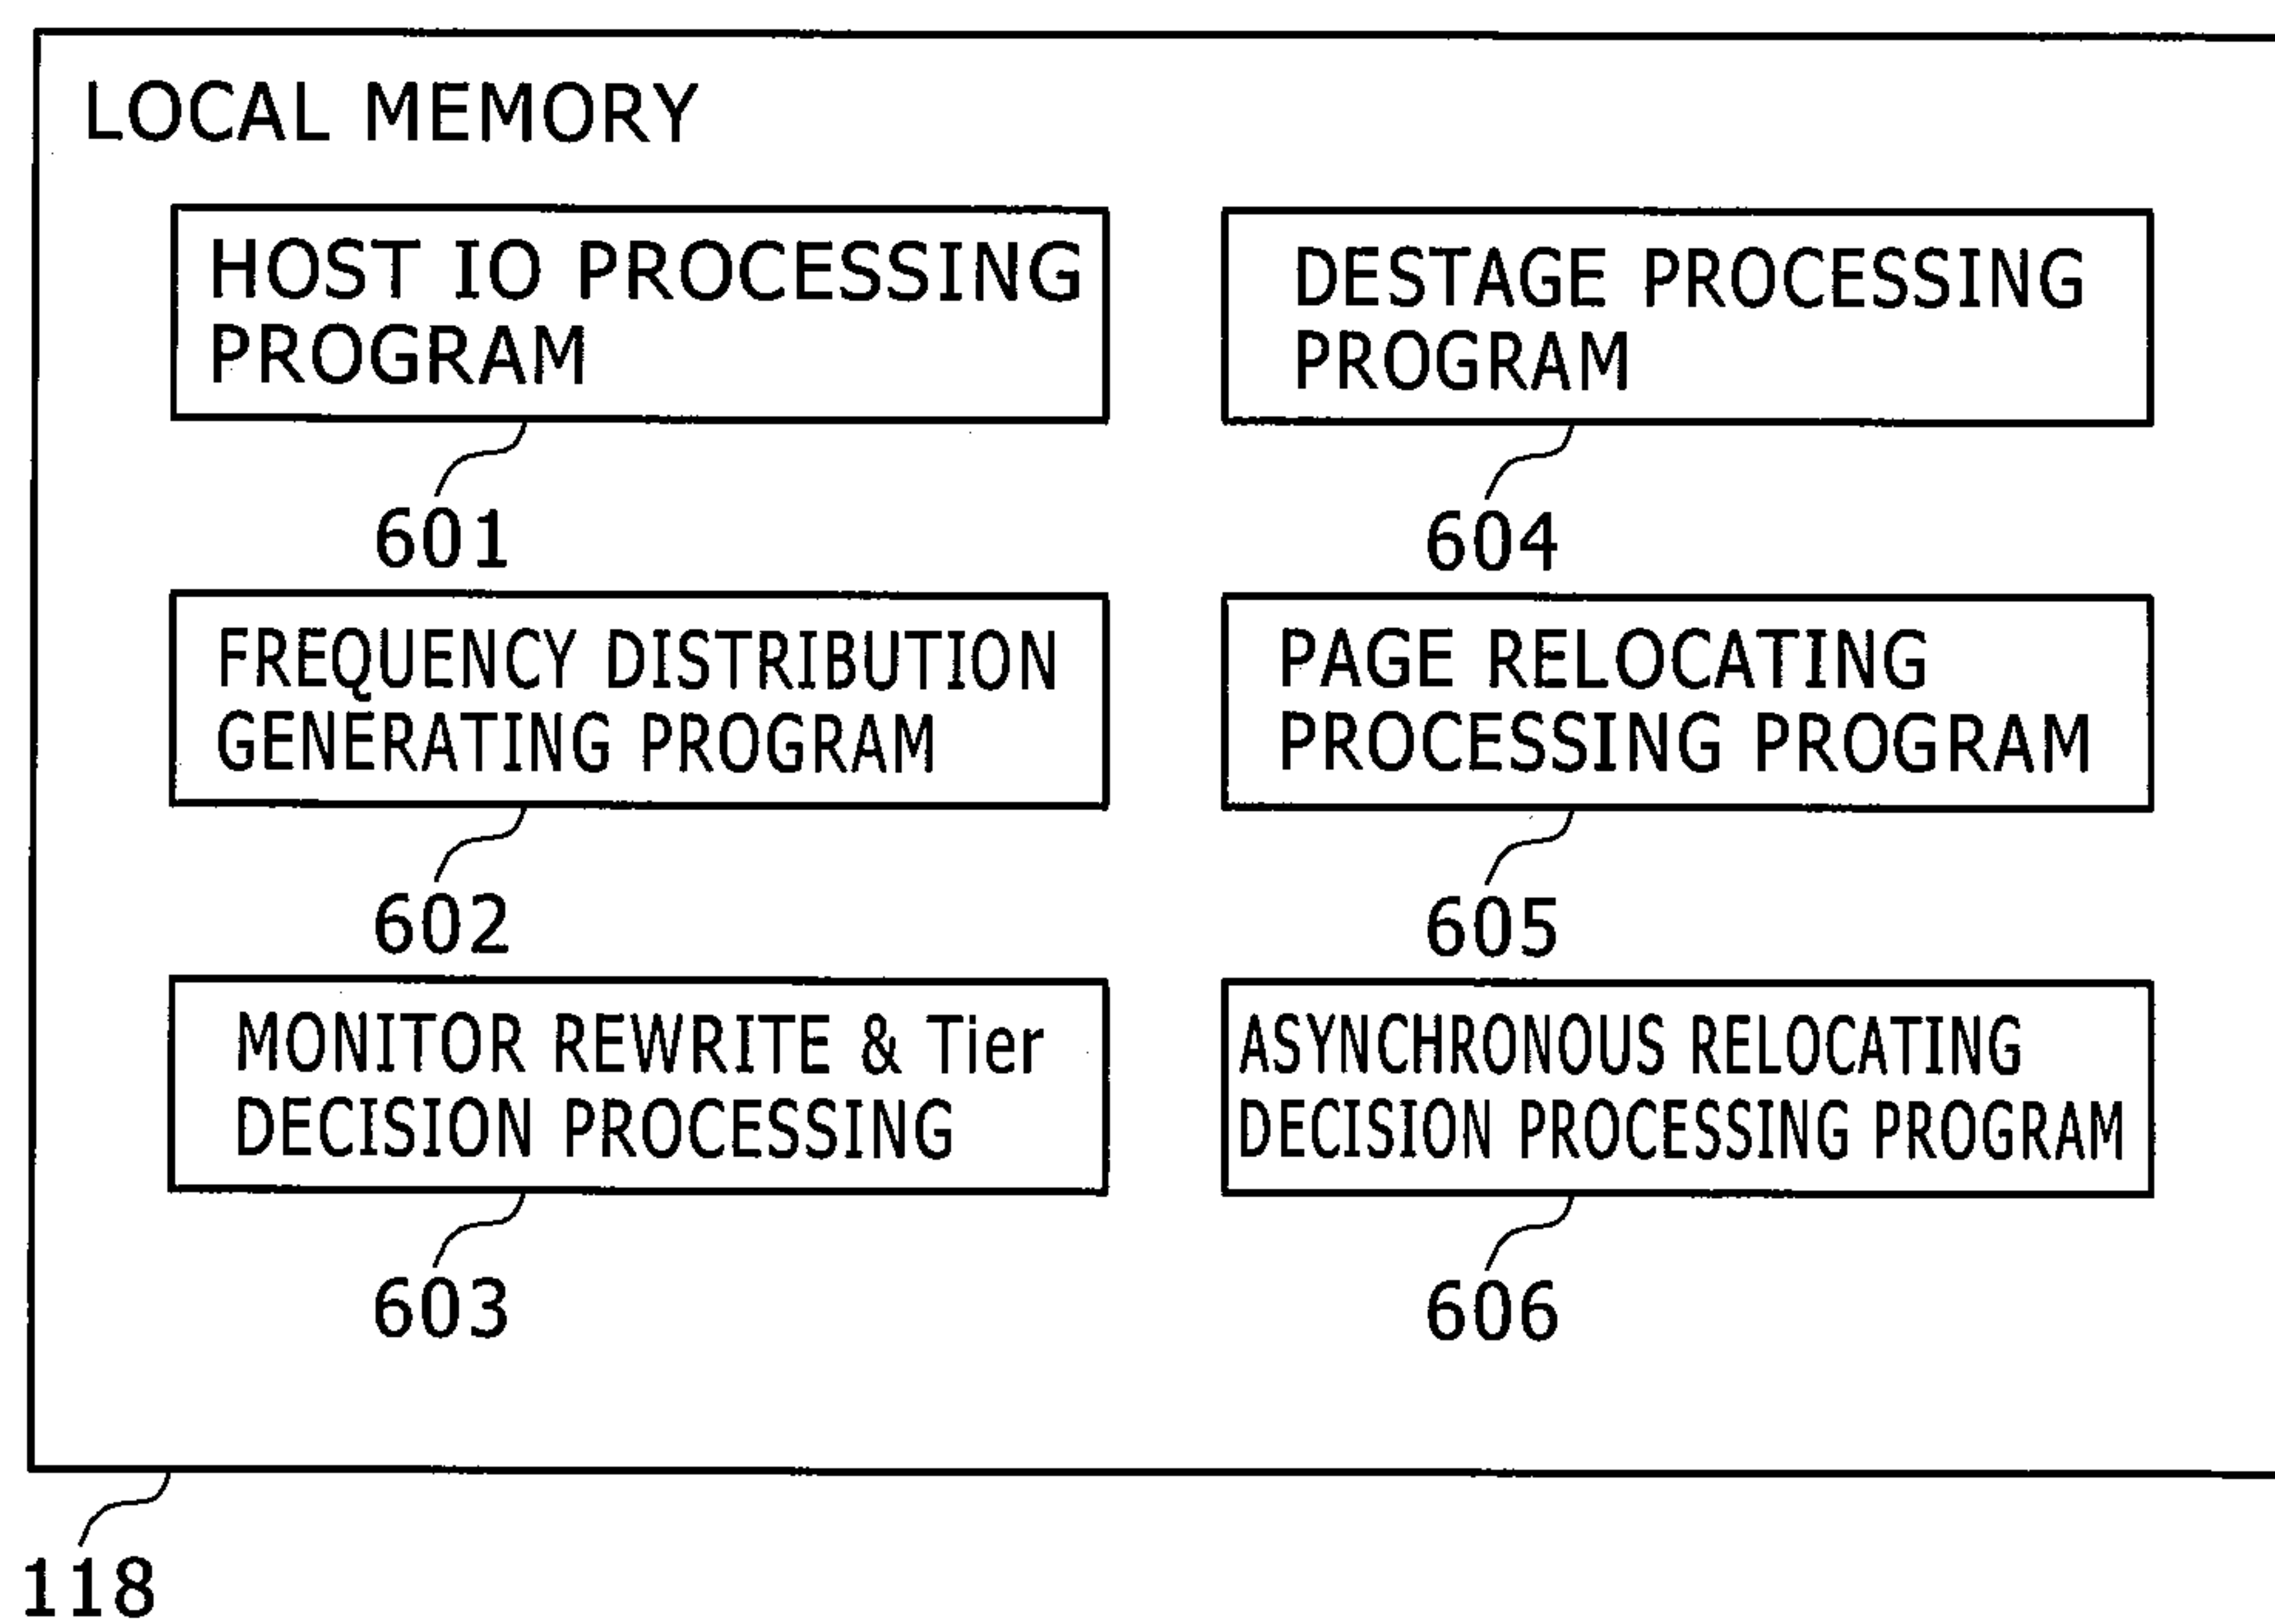 LOCAL MEMORY
HOST IO PROCESSING
PROGRAM
601
FREQUENCY DISTRIBUTION
GENERATING PROGRAM
602
MONITOR REWRITE & Tier
DECISION PROCESSING
603
DESTAGE PROCESSING
PROGRAM
604
PAGE RELOCATING
PROCESSING PROGRAM
605
ASYNCHRONOUS RELOCATING
DECISION PROCESSING PROGRAM
606
118